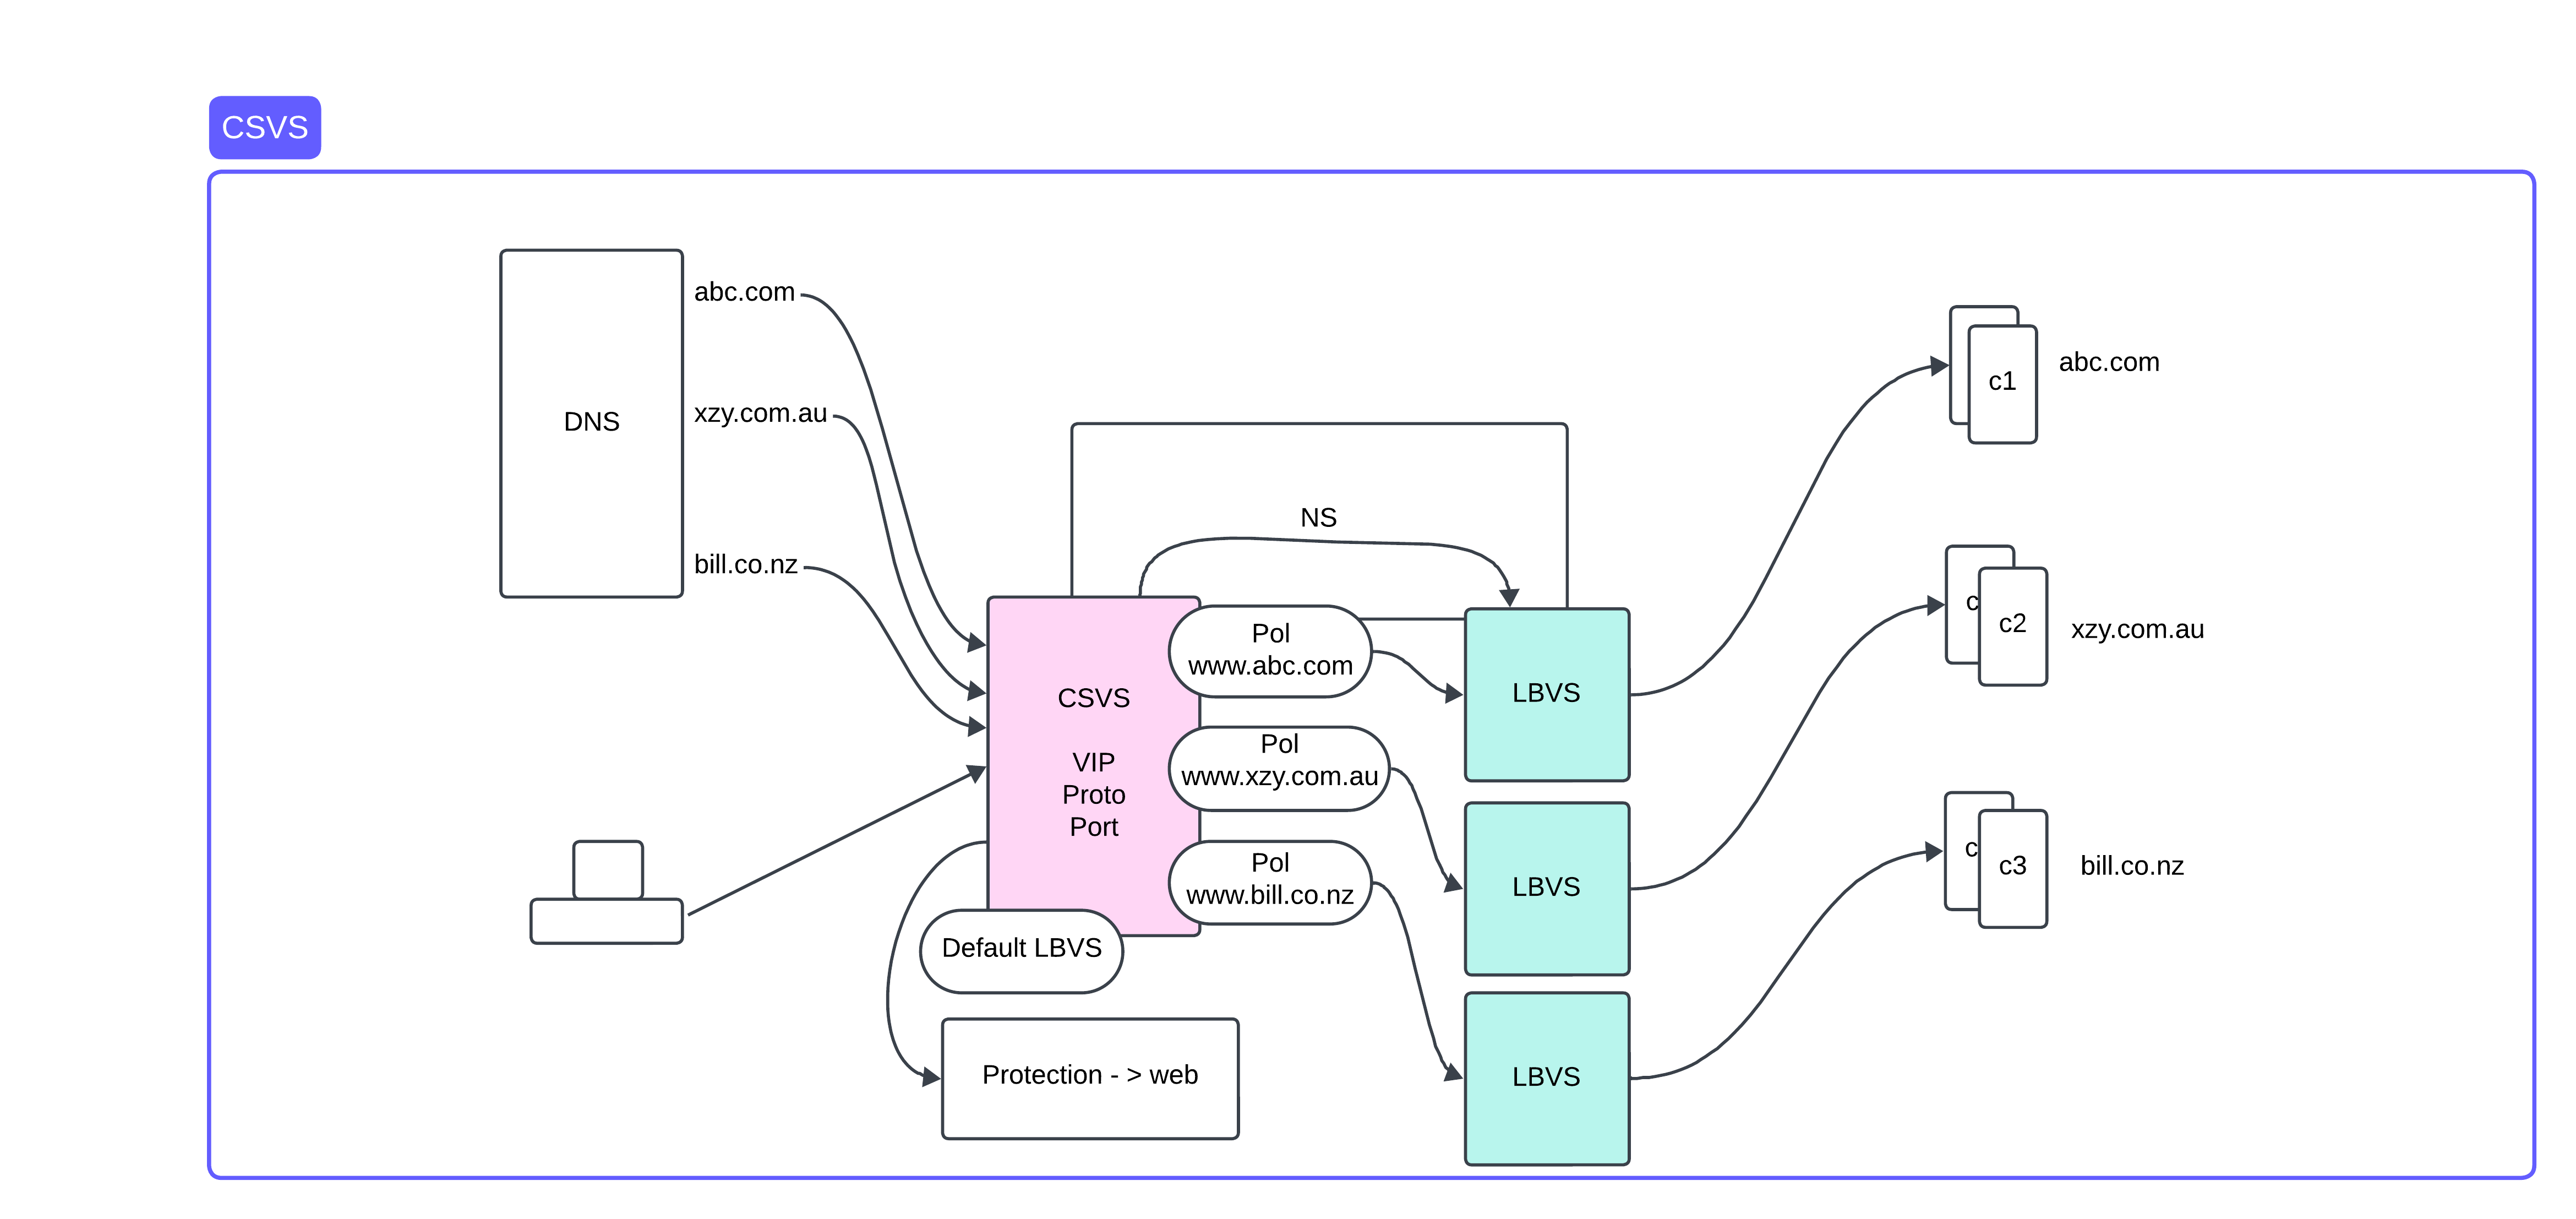 CSVS
DNS
abc.com
xzy.com.au
bill.co.nz
NS
CSVS
VIP
Proto
Port
Pol
www.abc.com
Pol
www.xzy.com.au
Pol
www.bill.co.nz
Default LBVS
Protection - > web
LBVS
LBVS
LBVS
c1
abc.com
c
c2
xzy.com.au
c
c3
bill.co.nz